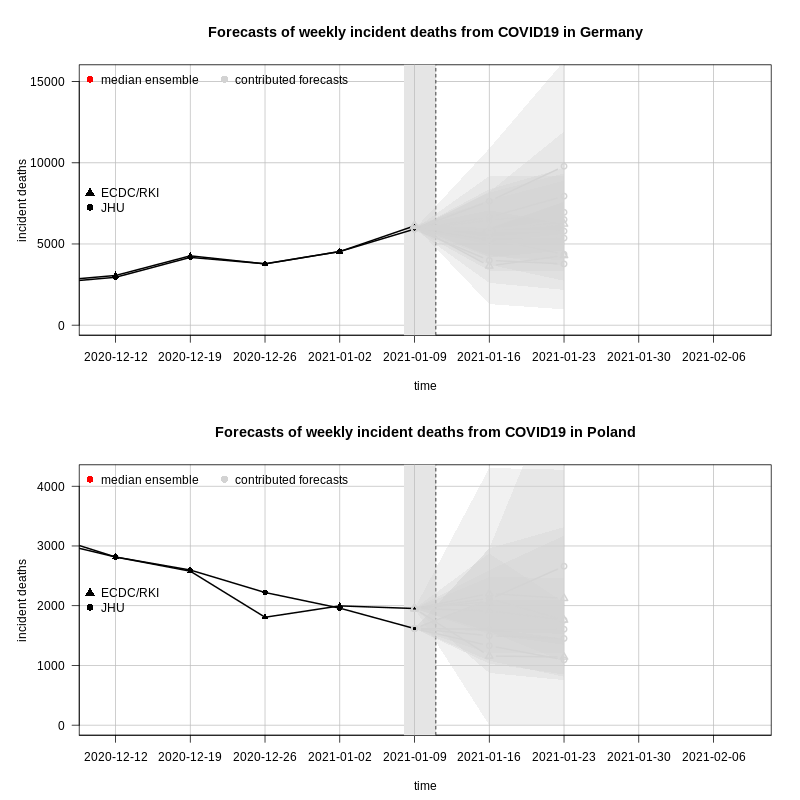 Forecasts of weekly incident deaths from COVID19 in Germany
median ensemble contributed forecasts
ECDC/RKI
JHU
incident deaths
15000
10000
5000
0
2020-12-12 2020-12-19 2020-12-26 2021-01-02 2021-01-09 2021-01-16 2021-01-23 2021-01-30 2021-02-06
time
Forecasts of weekly incident deaths from COVID19 in Poland
median ensemble contributed forecasts
ECDC/RKI
JHU
incident deaths
4000
3000
2000
1000
0
2020-12-12 2020-12-19 2020-12-26 2021-01-02 2021-01-09 2021-01-16 2021-01-23 2021-01-30 2021-02-06
time